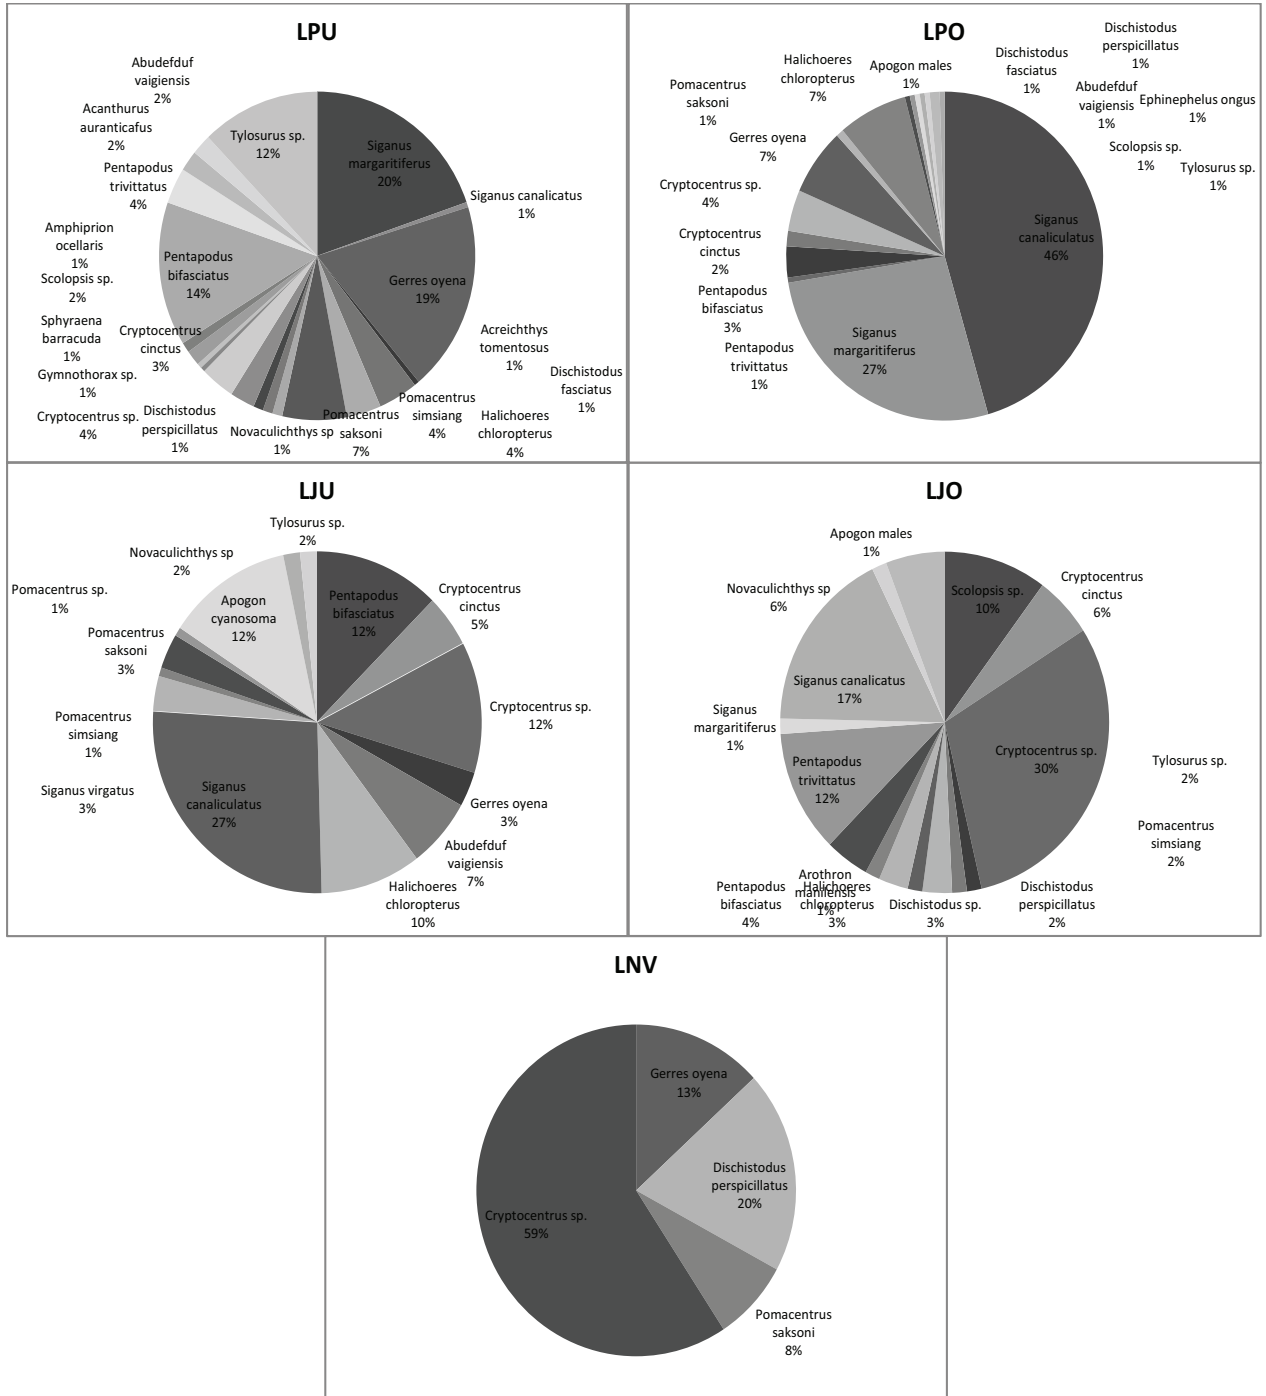 LPU
Abudefduf
vaigiensis
2%
Acanthurus
auranticafus
2%
Pentapodus
trivittatus
4%
Amphiprion
ocellaris
1%
Scolopsis sp.
2%
Sphyraena
barracuda
1%
Gymnothorax sp.
1%
Cryptocentrus sp.
4%
Tylosurus sp.
12%
Pentapodus
bifasciatus
14%
Cryptocentrus
cinctus
3%
Dischistodus
perspicillatus
1%
Novaculichthys sp
1%
Pomacentrus
saksoni
7%
Pomacentrus
simsiang
4%
Halichoeres
chloropterus
4%
Dischistodus
fasciatus
1%
Acreichthys
tomentosus
1%
Gerres oyena
19%
Siganus canalicatus
1%
Siganus
margaritiferus
20%
LPO
Dischistodus
perspicillatus
1%
Dischistodus
fasciatus
1%
Apogon males
1%
Halichoeres
chloropterus
7%
Pomacentrus
saksoni
1%
Abudefduf
vaigiensis
1%
Ephinephelus ongus
1%
Scolopsis sp.
1%
Tylosurus sp.
1%
Gerres oyena
7%
Cryptocentrus sp.
4%
Cryptocentrus
cinctus
2%
Pentapodus
bifasciatus
3%
Pentapodus
trivittatus
1%
Siganus
margaritiferus
27%
Siganus
canaliculatus
46%
LJU
Tylosurus sp.
2%
Novaculichthys sp
2%
Pomacentrus sp.
1%
Pomacentrus
saksoni
3%
Pomacentrus
simsiang
1%
Siganus virgatus
3%
Apogon
cyanosoma
12%
Pentapodus
bifasciatus
12%
Cryptocentrus
cinctus
5%
Cryptocentrus sp.
12%
Gerres oyena
3%
Abudefduf
vaigiensis
7%
Halichoeres
chloropterus
10%
Siganus
canaliculatus
27%
LJO
Apogon males
1%
Novaculichthys sp
6%
Siganus canalicatus
17%
Siganus
margaritiferus
1%
Pentapodus
trivittatus
12%
Scolopsis sp.
10%
Cryptocentrus
cinctus
6%
Cryptocentrus sp.
30%
Tylosurus sp.
2%
Pomacentrus
simsiang
2%
Dischistodus
perspicillatus
2%
Dischistodus sp.
3%
Halichoeres
chloropterus
3%
Arothron
manilensis
1%
Pentapodus
bifasciatus
4%
LNV
Gerres oyena
13%
Dischistodus
perspicillatus
20%
Cryptocentrus sp.
59%
Pomacentrus
saksoni
8%